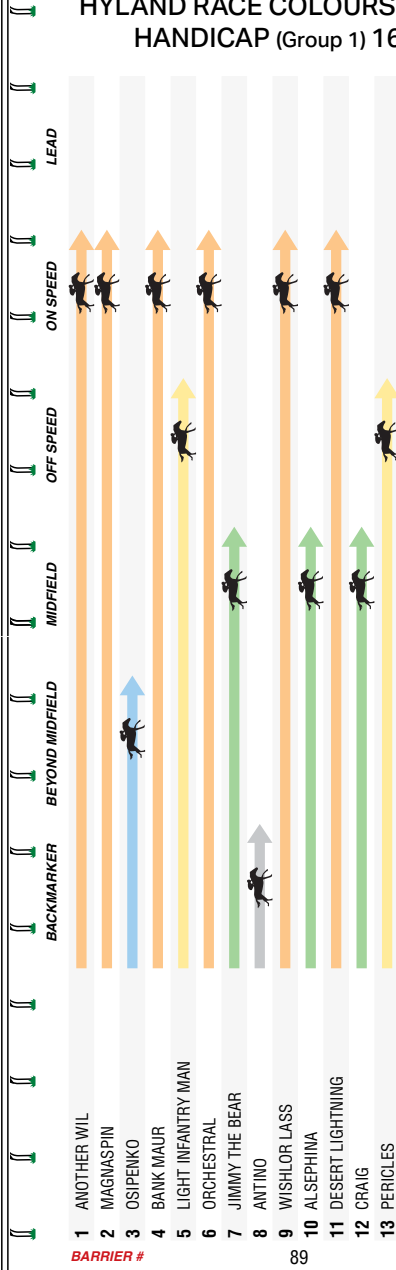 HYLAND RACE COLOURS
HANDICAP (Group 1) 16
LEAD
ON SPEED
OFF SPEED
MIDFIELD
BEYOND MIDFIELD
BACKMARKER
1 ANOTHER WIL
2 MAGNASPIN
3 OSIPENKO
4 BANK MAUR
5 LIGHT INFANTRY MAN
6 ORCHESTRAL
7 JIMMY THE BEAR
8 ANTINO
9 WISHLOR LASS
10 ALSEPHINA
11 DESERT LIGHTNING
12 CRAIG
13 PERICLES
BARRIER #
89